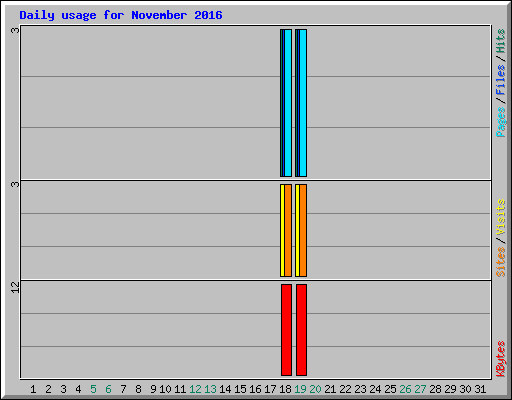 Daily usage for November 2016
3
3
12
Pages/Files/Hits
Sites/Visits
KBytes
1 2 3 4 5 6 7 8 9 10 11 12 13 14 15 16 17 18 19 20 21 22 23 24 25 26 27 28 29 30 31